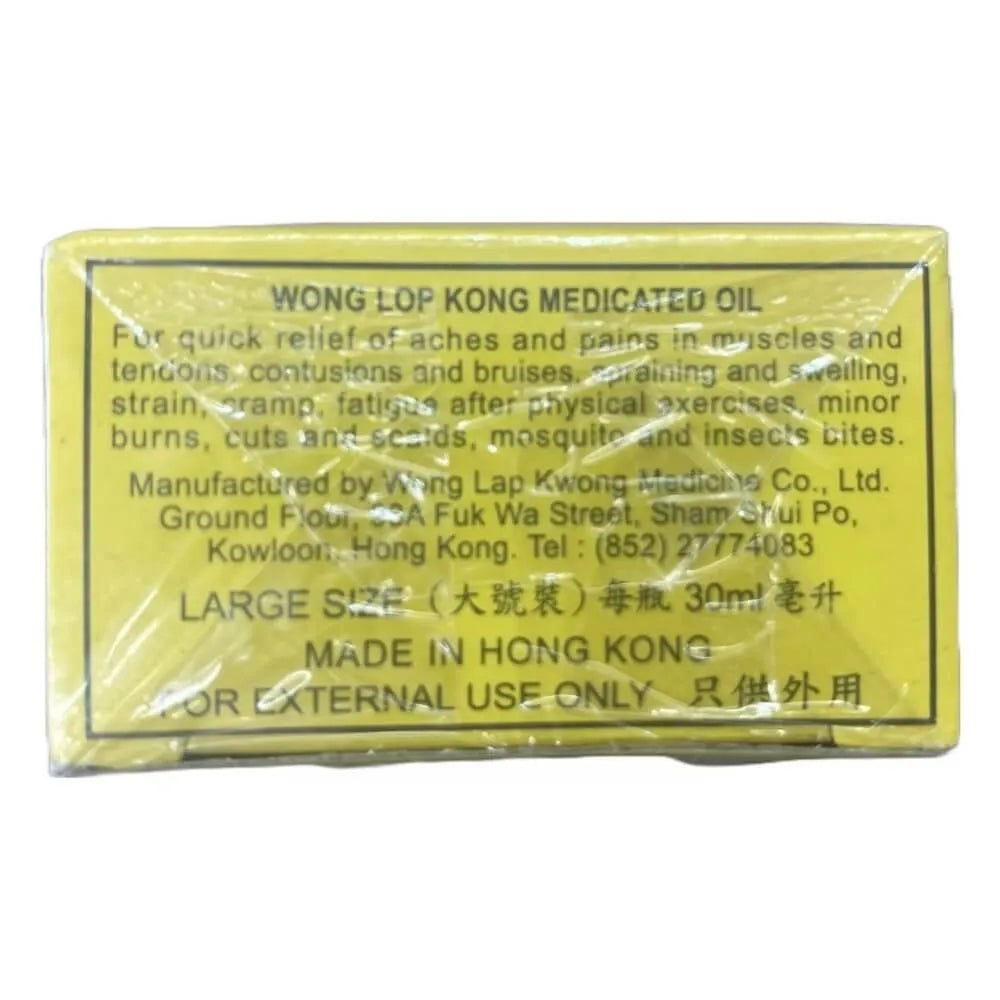 WONG LOP KONG MEDICATED OIL
For quick relief of aches and pains in muscles and
tendons, contusions and bruises, spraining and swelling,
strain, cramp, fatigue after physical exercises, minor
burns, cuts and scalds, mosquito and insects bites.
Manufactured by Wong Lap Kwong Medicine Co., Ltd.
Ground Floor, Fuk Wa Street, Sham Shui Po,
Kowloon, Hong Kong. Tel : (852) 27774083
LARGE SIZE (大號裝) 每瓶 30ml 毫升
MADE IN HONG KONG
FOR EXTERNAL USE ONLY 只供外用